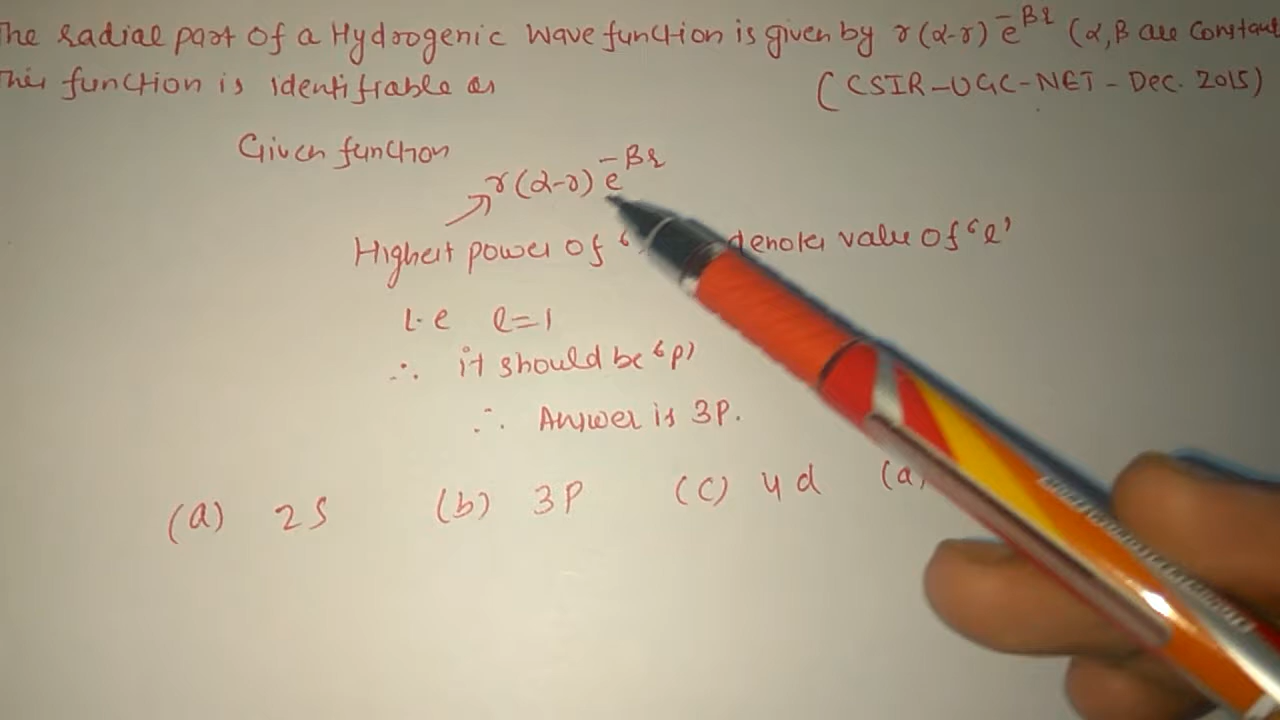 The radial part of a Hydrogenic wave function is given by r(α-r) e^-βr (α,β are constant
This function is identifiable as (CSIR-UGC-NET-Dec. 2015)
Given function
r(α-r) e^-βr
Highest power of ‘ denotes value of ‘l’
i.e l=1
∴ it should be ‘p’
∴ Answer is 3P.
(a) 2S (b) 3P (c) 4d (a)